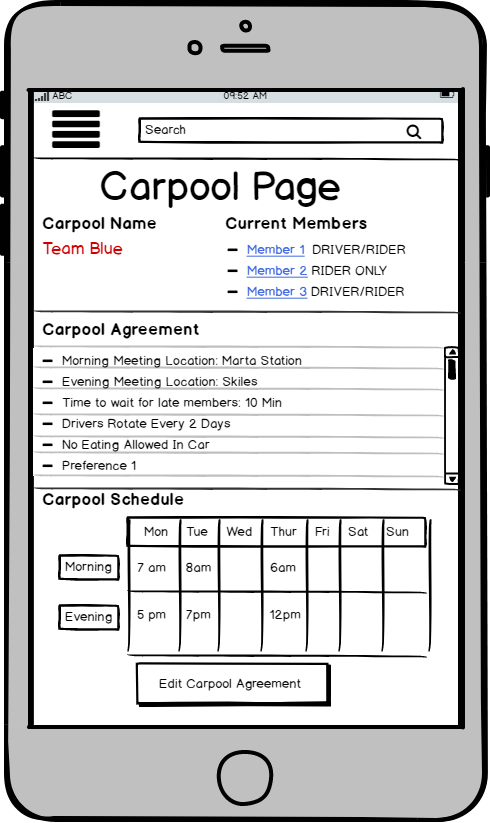 ABC 09:52 AM
Search
Carpool Page
Carpool Name
Team Blue
Current Members
Member 1 DRIVER/RIDER
Member 2 RIDER ONLY
Member 3 DRIVER/RIDER
Carpool Agreement
Morning Meeting Location: Marta Station
Evening Meeting Location: Skiles
Time to wait for late members: 10 Min
Drivers Rotate Every 2 Days
No Eating Allowed In Car
Preference 1
Carpool Schedule
Mon Tue Wed Thur Fri Sat Sun
Morning 7 am 8am 6am
Evening 5 pm 7pm 12pm
Edit Carpool Agreement